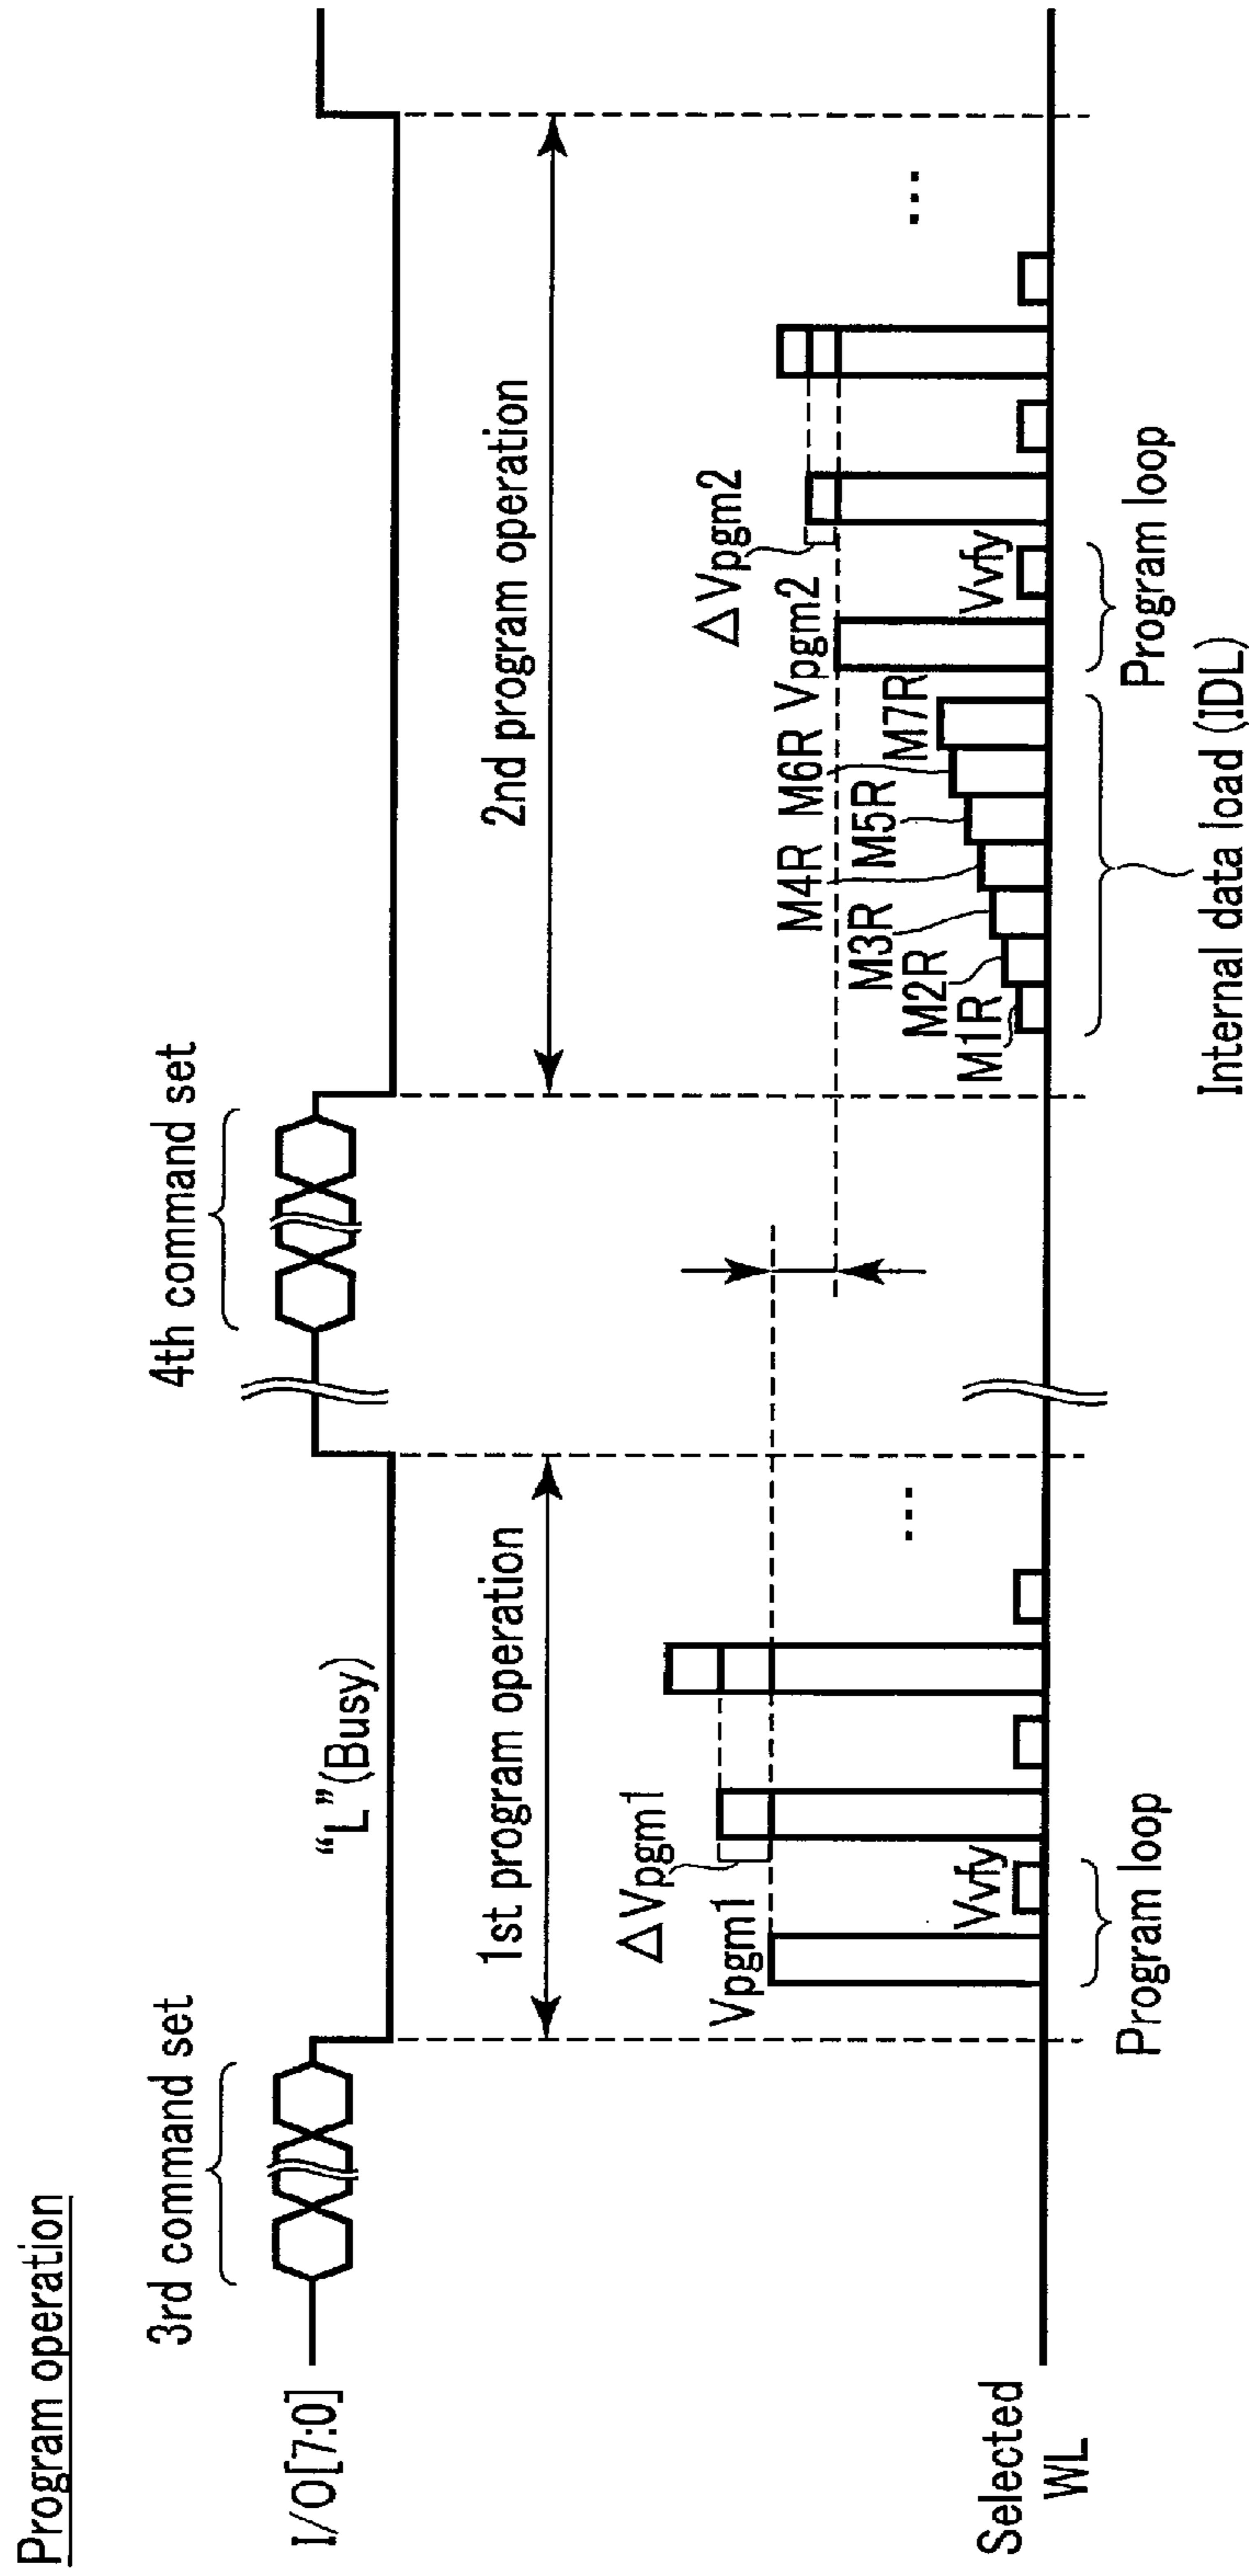 Program operation
3rd command set
4th command set
I/O[7:0]
“L”(Busy)
1st program operation
2nd program operation
ΔVpgm1
Vpgm1
Vvfy
...
ΔVpgm2
Vpgm2
Vvfy
...
M1R
M2R
M3R
M4R
M5R
M6R
M7R
Selected
WL
Program loop
Program loop
Internal data load (IDL)